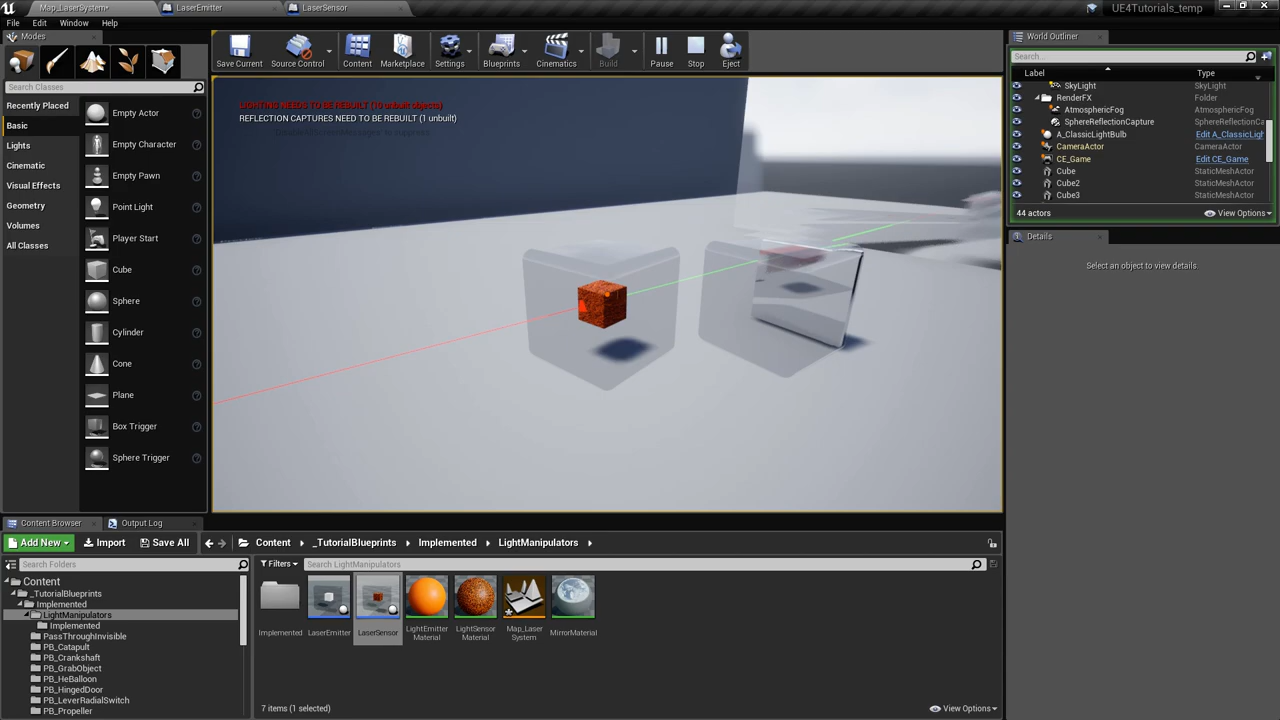 Map_LaserSystem*
LaserEmitter
LaserSensor
UE4Tutorials_temp
File Edit Window Help
Modes
Search Classes
Recently Placed
Basic
Lights
Cinematic
Visual Effects
Geometry
Volumes
All Classes
Empty Actor
Empty Character
Empty Pawn
Point Light
Player Start
Cube
Sphere
Cylinder
Cone
Plane
Box Trigger
Sphere Trigger
Save Current
Source Control
Content
Marketplace
Settings
Blueprints
Cinematics
Build
Pause
Stop
Eject
LIGHTING NEEDS TO BE REBUILT (10 unbuilt objects)
REFLECTION CAPTURES NEED TO BE REBUILT (1 unbuilt)
'DisableAllScreenMessages' to suppress
World Outliner
Search...
Label Type
SkyLight SkyLight
RenderFX Folder
AtmosphericFog AtmosphericFog
SphereReflectionCapture SphereReflectionCa
A_ClassicLightBulb Edit A_ClassicLigh
CameraActor CameraActor
CE_Game Edit CE_Game
Cube StaticMeshActor
Cube2 StaticMeshActor
Cube3 StaticMeshActor
44 actors
View Options
Details
Select an object to view details.
Content Browser
Output Log
Add New
Import
Save All
Content
_TutorialBlueprints
Implemented
LightManipulators
Search Folders
Content
_TutorialBlueprints
Implemented
LightManipulators
Implemented
PassThroughInvisible
PB_Catapult
PB_Crankshaft
PB_GrabObject
PB_HeBalloon
PB_HingedDoor
PB_LeverRadialSwitch
PB_Propeller
Filters
Search LightManipulators
Implemented
LaserEmitter
LaserSensor
LightEmitter
Material
LightSensor
Material
Map_Laser
System
MirrorMaterial
7 items (1 selected)
View Options